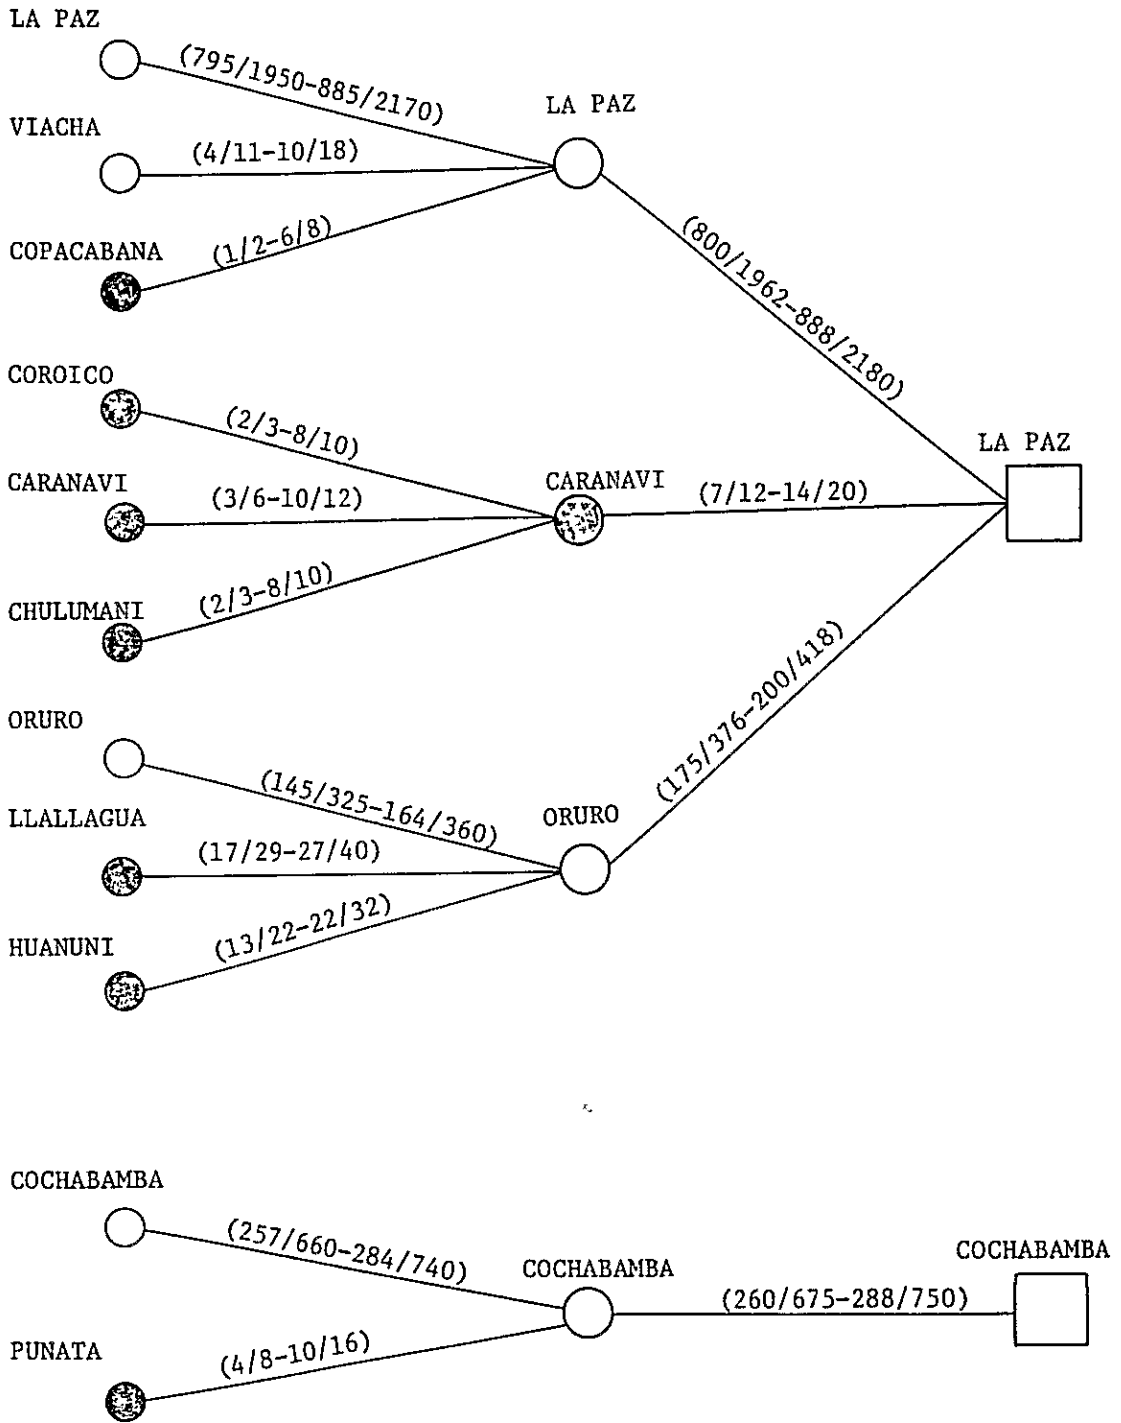 LA PAZ
(795/1950-885/2170)
VIACHA
(4/11-10/18)
LA PAZ
COPACABANA
(1/2-6/8)
(800/1962-888/2180)
COROICO
(2/3-8/10)
CARANAVI
(3/6-10/12)
CARANAVI
(7/12-14/20)
LA PAZ
CHULUMANI
(2/3-8/10)
ORURO
(145/325-164/360)
(175/376-200/418)
LLALLAGUA
(17/29-27/40)
ORURO
HUANUNI
(13/22-22/32)
COCHABAMBA
(257/660-284/740)
COCHABAMBA
(260/675-288/750)
COCHABAMBA
PUNATA
(4/8-10/16)